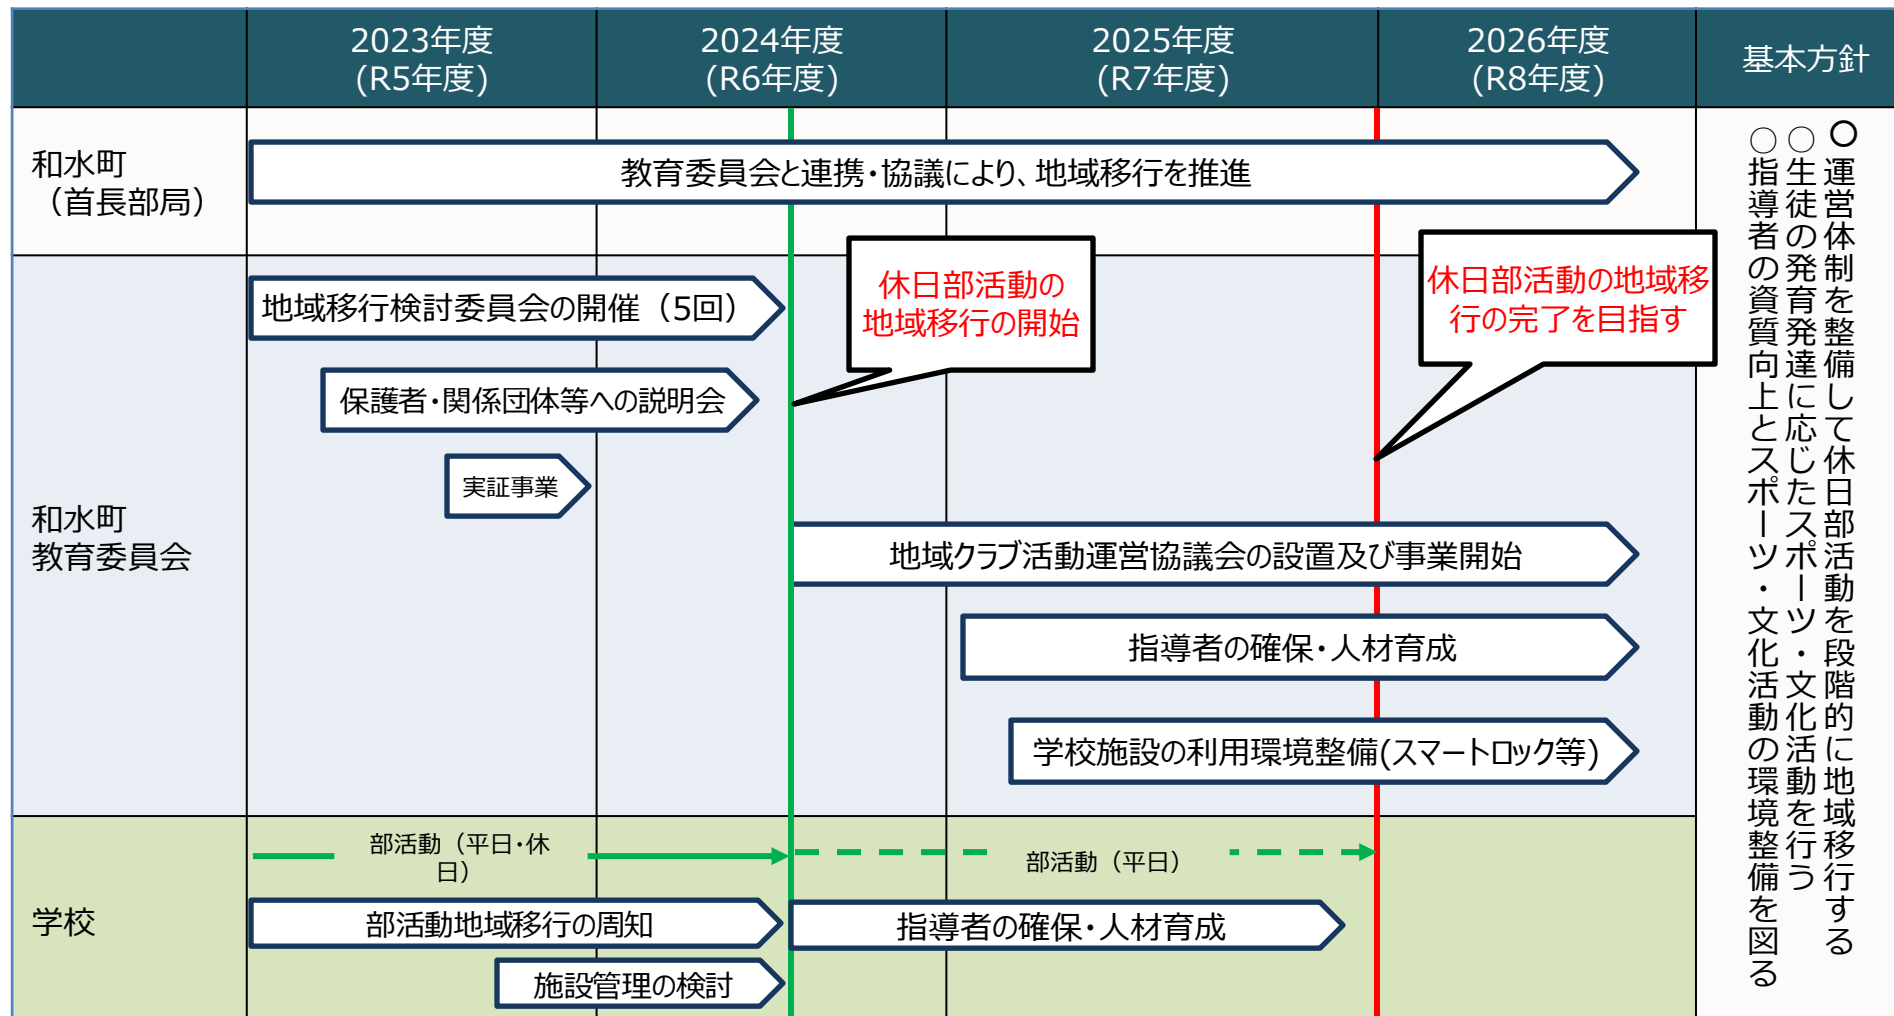 2023年度
(R5年度)
2024年度
(R6年度)
2025年度
(R7年度)
2026年度
(R8年度)
基本方針
和水町
（首長部局）
教育委員会と連携・協議により、地域移行を推進
○運営体制を整備して休日部活動を段階的に地域移行する
○生徒の発育発達に応じたスポーツ・文化活動を行う
○指導者の資質向上とスポーツ・文化活動の環境整備を図る
和水町
教育委員会
地域移行検討委員会の開催（5回）
休日部活動の
地域移行の開始
休日部活動の地域移
行の完了を目指す
保護者・関係団体等への説明会
実証事業
地域クラブ活動運営協議会の設置及び事業開始
指導者の確保・人材育成
学校施設の利用環境整備(スマートロック等)
学校
部活動（平日・休
日）
部活動（平日）
部活動地域移行の周知
指導者の確保・人材育成
施設管理の検討